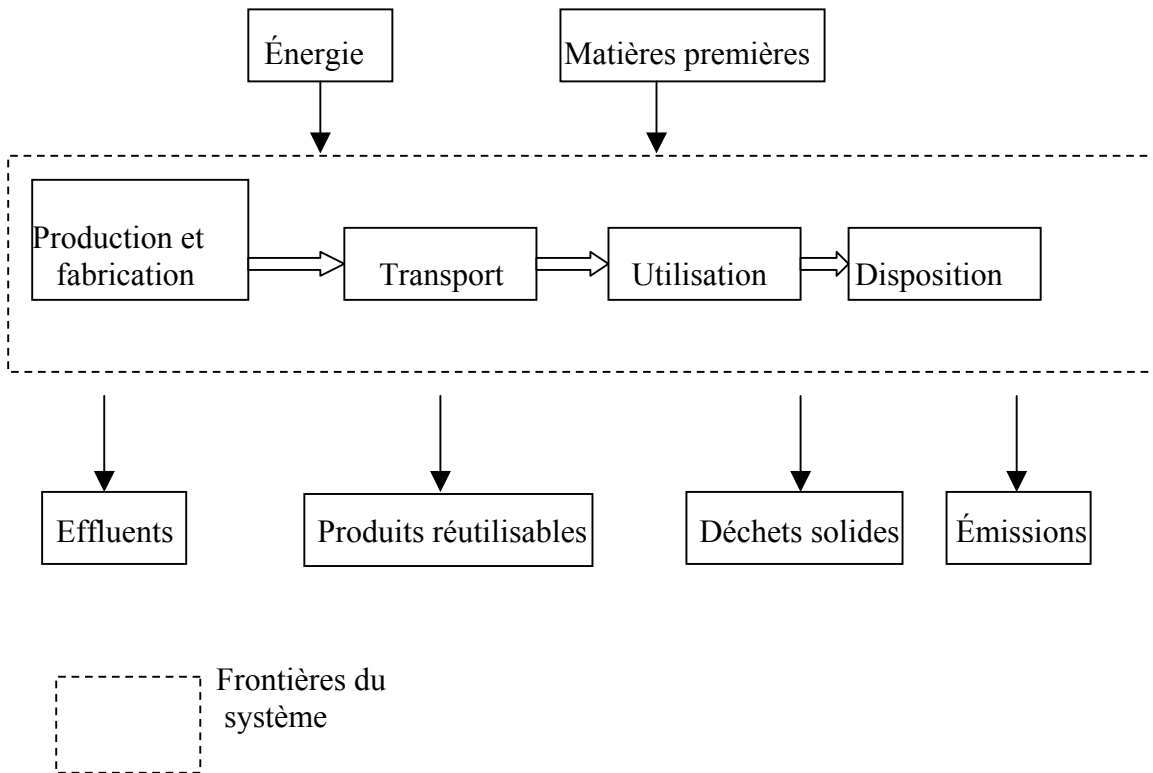 Énergie
Matières premières
Production et
fabrication
Transport
Utilisation
Disposition
Effluents
Produits réutilisables
Déchets solides
Émissions
Frontières du
système